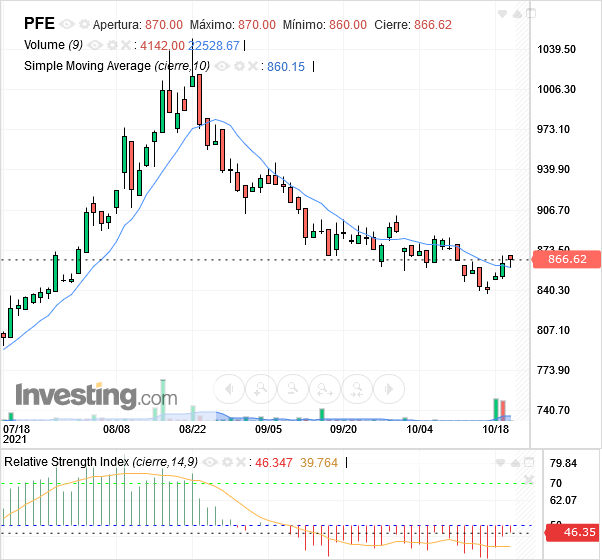 PFE Apertura: 870.00 Máximo: 870.00 Mínimo: 860.00 Cierre: 866.62
Volume (9) : 4142.00 22528.67
Simple Moving Average (cierre,10) : 860.15
1039.50
1006.30
973.10
939.90
906.70
873.50
866.62
840.30
807.10
773.90
740.70
Investing.com
07/18 08/08 08/22 09/05 09/20 10/04 10/18
2021
Relative Strength Index (cierre,14,9) : 46.347 39.764
79.84
70
62.07
50
46.35